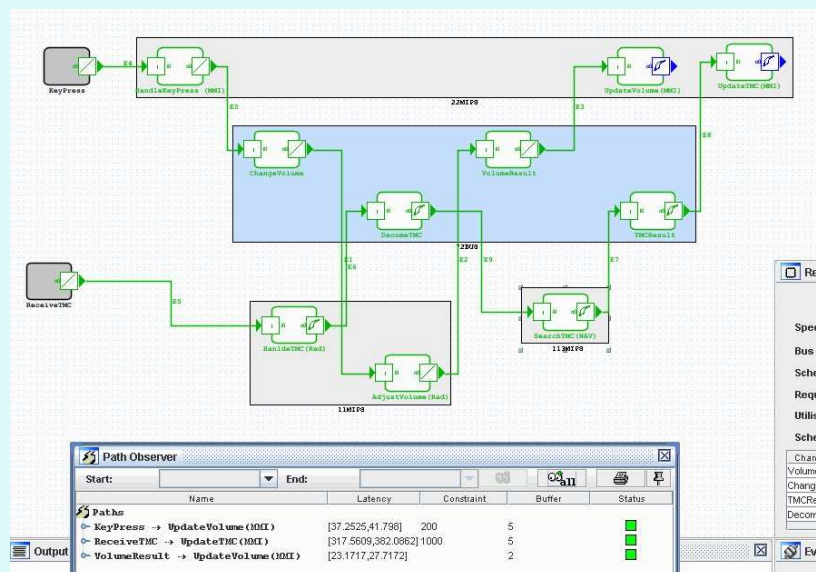 KeyPress
E4
HandleKeyPress (MMI)
UpdateVolume(MMI)
UpdateTMC(MMI)
22MIPS
E0
E3
E8
ChangeVolume
VolumeResult
DecomeTMC
TMCResult
72BUS
E1
E6
E2
E9
E7
ReceiveTMC
E5
HanldeTMC(Rad)
SearchTMC(NAV)
113MIPS
AdjustVolume(Rad)
11MIPS
Re
Spec
Bus
Sche
Requ
Utilis
Sche
Chan
Volume
Chang
TMCRe
Decom
Path Observer
Start:
End:
all
Name Latency Constraint Buffer Status
Paths
KeyPress -> UpdateVolume(MMI) [37.2525,41.798] 200 5
ReceiveTMC -> UpdateTMC(MMI) [317.5609,382.0862] 1000 5
VolumeResult -> UpdateVolume(MMI) [23.1717,27.7172] 2
Output
Ev